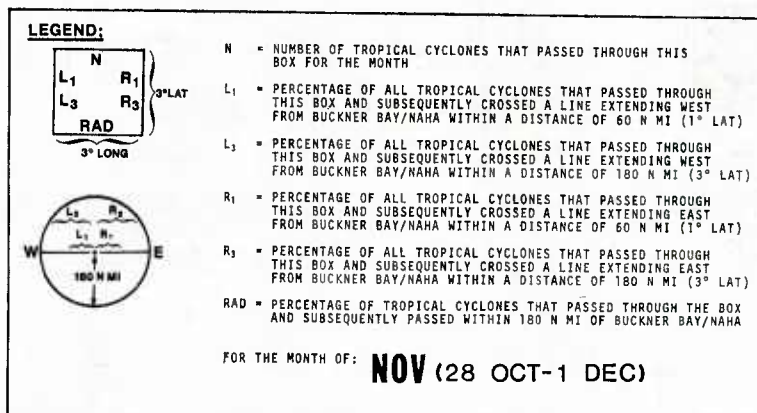 LEGEND:
N
L1 R1
L3 R3
RAD
3° LAT
3° LONG
N = NUMBER OF TROPICAL CYCLONES THAT PASSED THROUGH THIS
BOX FOR THE MONTH
L1 = PERCENTAGE OF ALL TROPICAL CYCLONES THAT PASSED THROUGH
THIS BOX AND SUBSEQUENTLY CROSSED A LINE EXTENDING WEST
FROM BUCKNER BAY/NAHA WITHIN A DISTANCE OF 60 N MI (1° LAT)
L3 = PERCENTAGE OF ALL TROPICAL CYCLONES THAT PASSED THROUGH
THIS BOX AND SUBSEQUENTLY CROSSED A LINE EXTENDING WEST
FROM BUCKNER BAY/NAHA WITHIN A DISTANCE OF 180 N MI (3° LAT)
R1 = PERCENTAGE OF ALL TROPICAL CYCLONES THAT PASSED THROUGH
THIS BOX AND SUBSEQUENTLY CROSSED A LINE EXTENDING EAST
FROM BUCKNER BAY/NAHA WITHIN A DISTANCE OF 60 N MI (1° LAT)
R3 = PERCENTAGE OF ALL TROPICAL CYCLONES THAT PASSED THROUGH
THIS BOX AND SUBSEQUENTLY CROSSED A LINE EXTENDING EAST
FROM BUCKNER BAY/NAHA WITHIN A DISTANCE OF 180 N MI (3° LAT)
RAD = PERCENTAGE OF TROPICAL CYCLONES THAT PASSED THROUGH THE BOX
AND SUBSEQUENTLY PASSED WITHIN 180 N MI OF BUCKNER BAY/NAHA
L3 R3
L1 R1
W E
180 N MI
FOR THE MONTH OF: NOV (28 OCT-1 DEC)